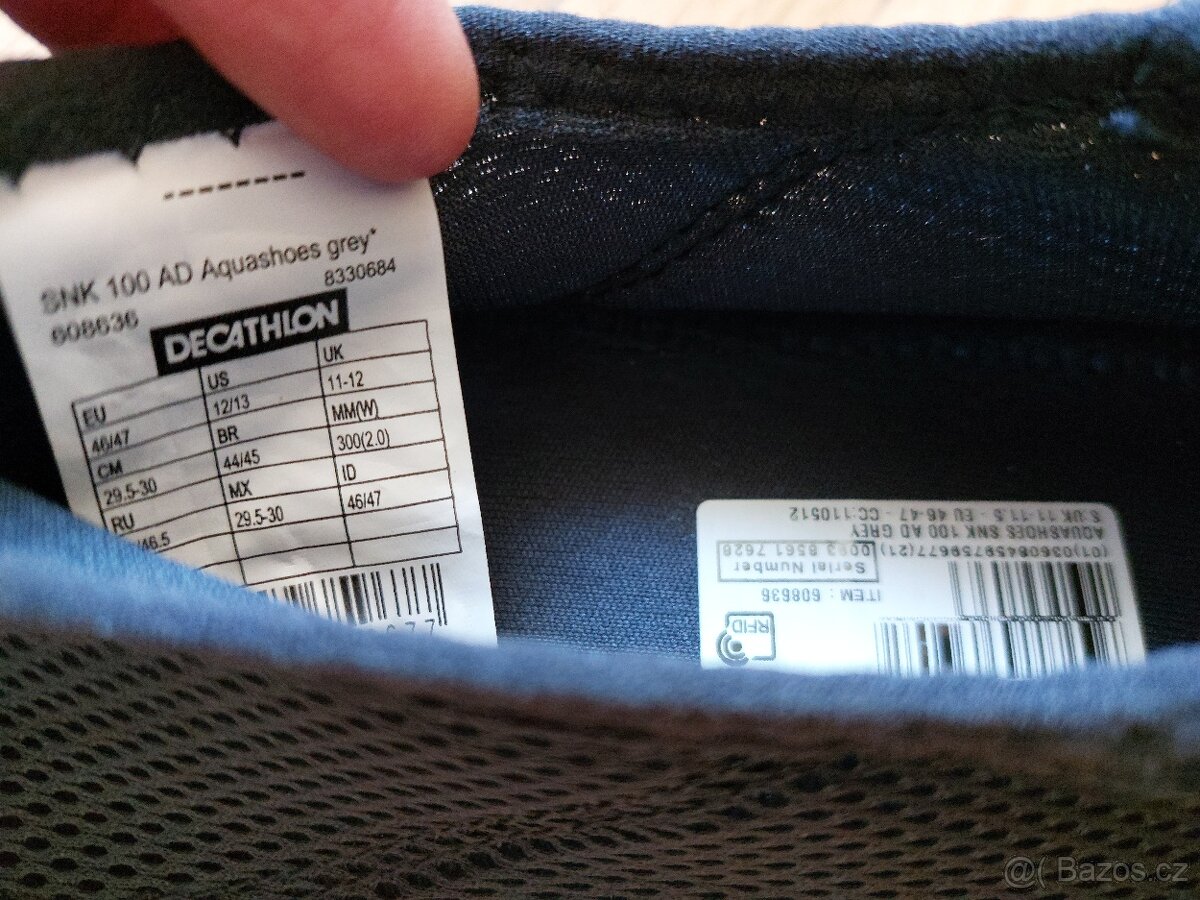 SNK 100 AD Aquashoes grey*
608636 8330684
DECATHLON
EU US UK
46/47 12/13 11-12
CM BR MM(W)
29.5-30 44/45 300(2.0)
RU MX ID
46.5 29.5-30 46/47
S:UK 11-11.5 - EU 46-47 - CC:110512
AQUASHOES SNK 100 AD GREY
Serial Number
ITEM : 608636
RFID
@( Bazos.cz